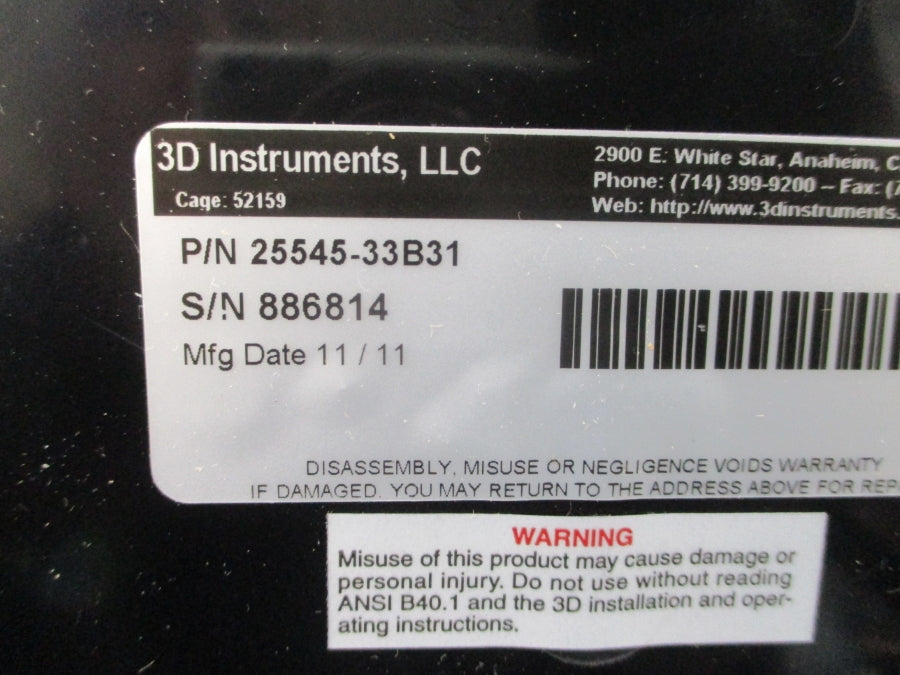 3D Instruments, LLC
Cage: 52159
2900 E. White Star, Anaheim, C
Phone: (714) 399-9200 – Fax: (7
Web: http://www.3dinstruments.
P/N 25545-33B31
S/N 886814
Mfg Date 11 / 11
DISASSEMBLY, MISUSE OR NEGLIGENCE VOIDS WARRANTY
IF DAMAGED, YOU MAY RETURN TO THE ADDRESS ABOVE FOR REP
WARNING
Misuse of this product may cause damage or
personal injury. Do not use without reading
ANSI B40.1 and the 3D installation and oper-
ating instructions.